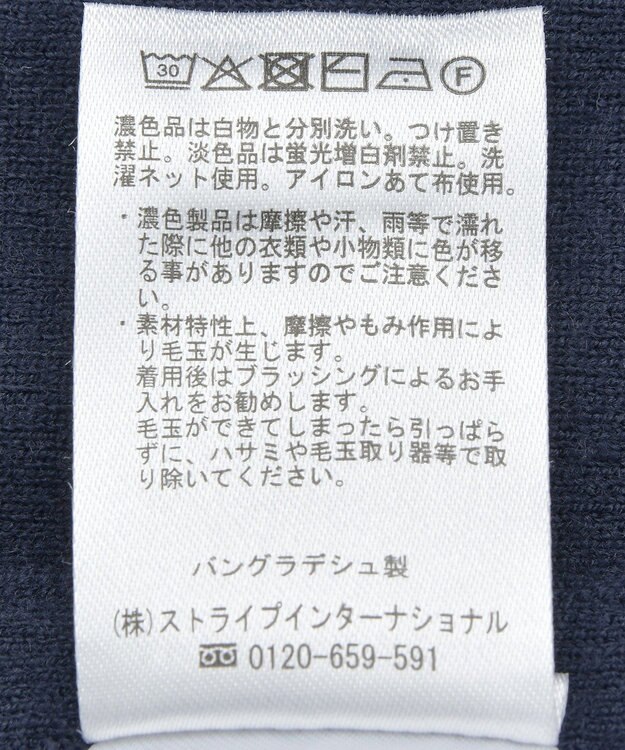 30 F
濃色品は白物と分別洗い。つけ置き
禁止。淡色品は蛍光増白剤禁止。洗
濯ネット使用。アイロンあて布使用。
・濃色製品は摩擦や汗、雨等で濡れ
た際に他の衣類や小物類に色が移
る事がありますのでご注意くださ
い。
・素材特性上、摩擦やもみ作用によ
り毛玉が生じます。
着用後はブラッシングによるお手
入れをお勧めします。
毛玉ができてしまったら引っぱら
ずに、ハサミや毛玉取り器等で取
り除いてください。
バングラデシュ製
(株)ストライプインターナショナル
0120-659-591